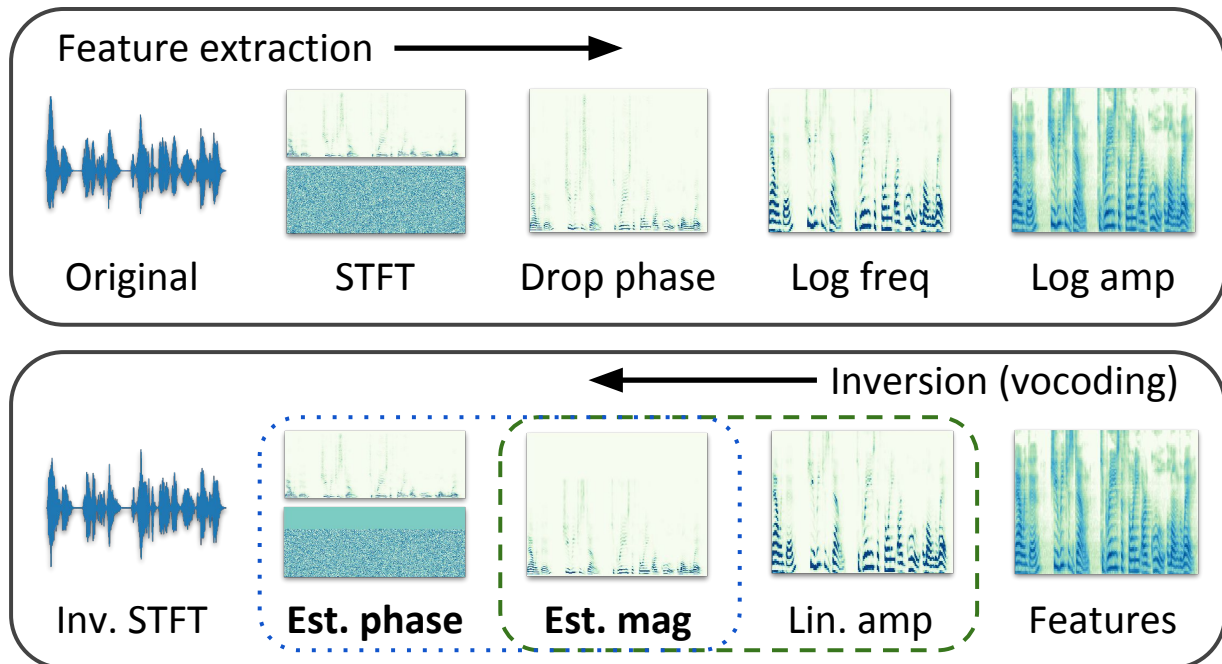 Feature extraction
Original
STFT
Drop phase
Log freq
Log amp
Inversion (vocoding)
Inv. STFT
Est. phase
Est. mag
Lin. amp
Features